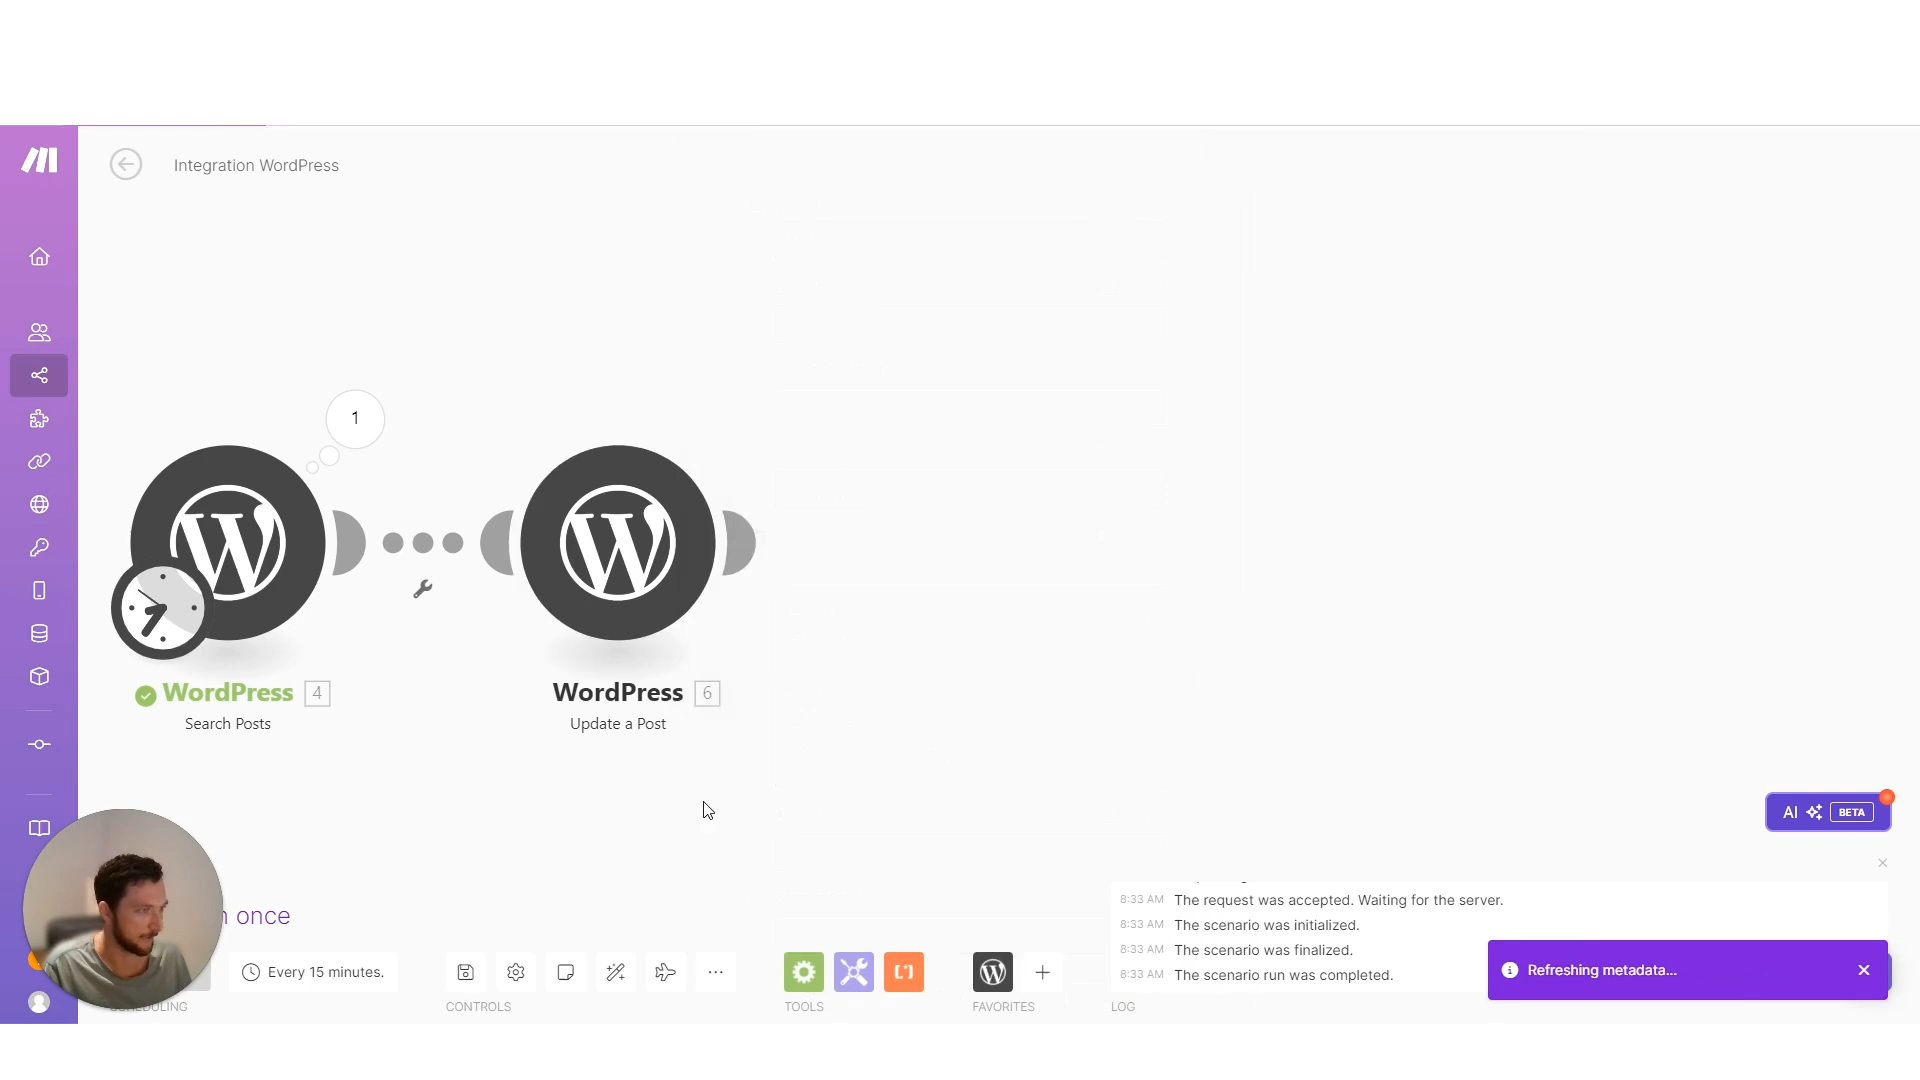 Integration WordPress
1
WordPress 4
Search Posts
WordPress 6
Update a Post
AI BETA
once
8:33 AM The request was accepted. Waiting for the server.
8:33 AM The scenario was initialized.
8:33 AM The scenario was finalized.
8:33 AM The scenario run was completed.
Refreshing metadata...
Every 15 minutes.
CONTROLS
TOOLS
FAVORITES
LOG